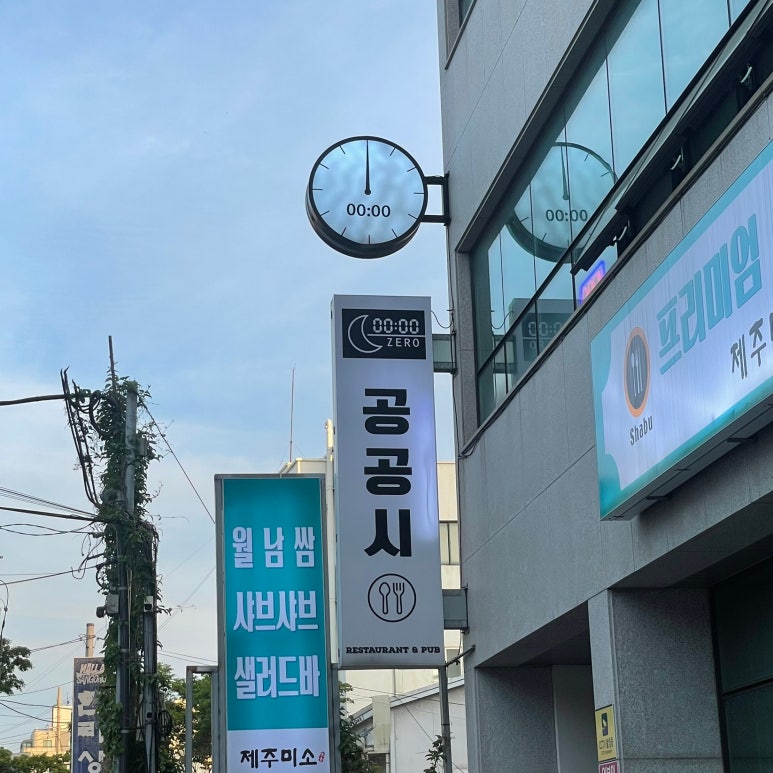 00:00
00:00
00:00
ZERO
공공시
RESTAURANT & PUB
월남쌈
샤브샤브
샐러드바
제주미소
프리미엄
제주
Shabu